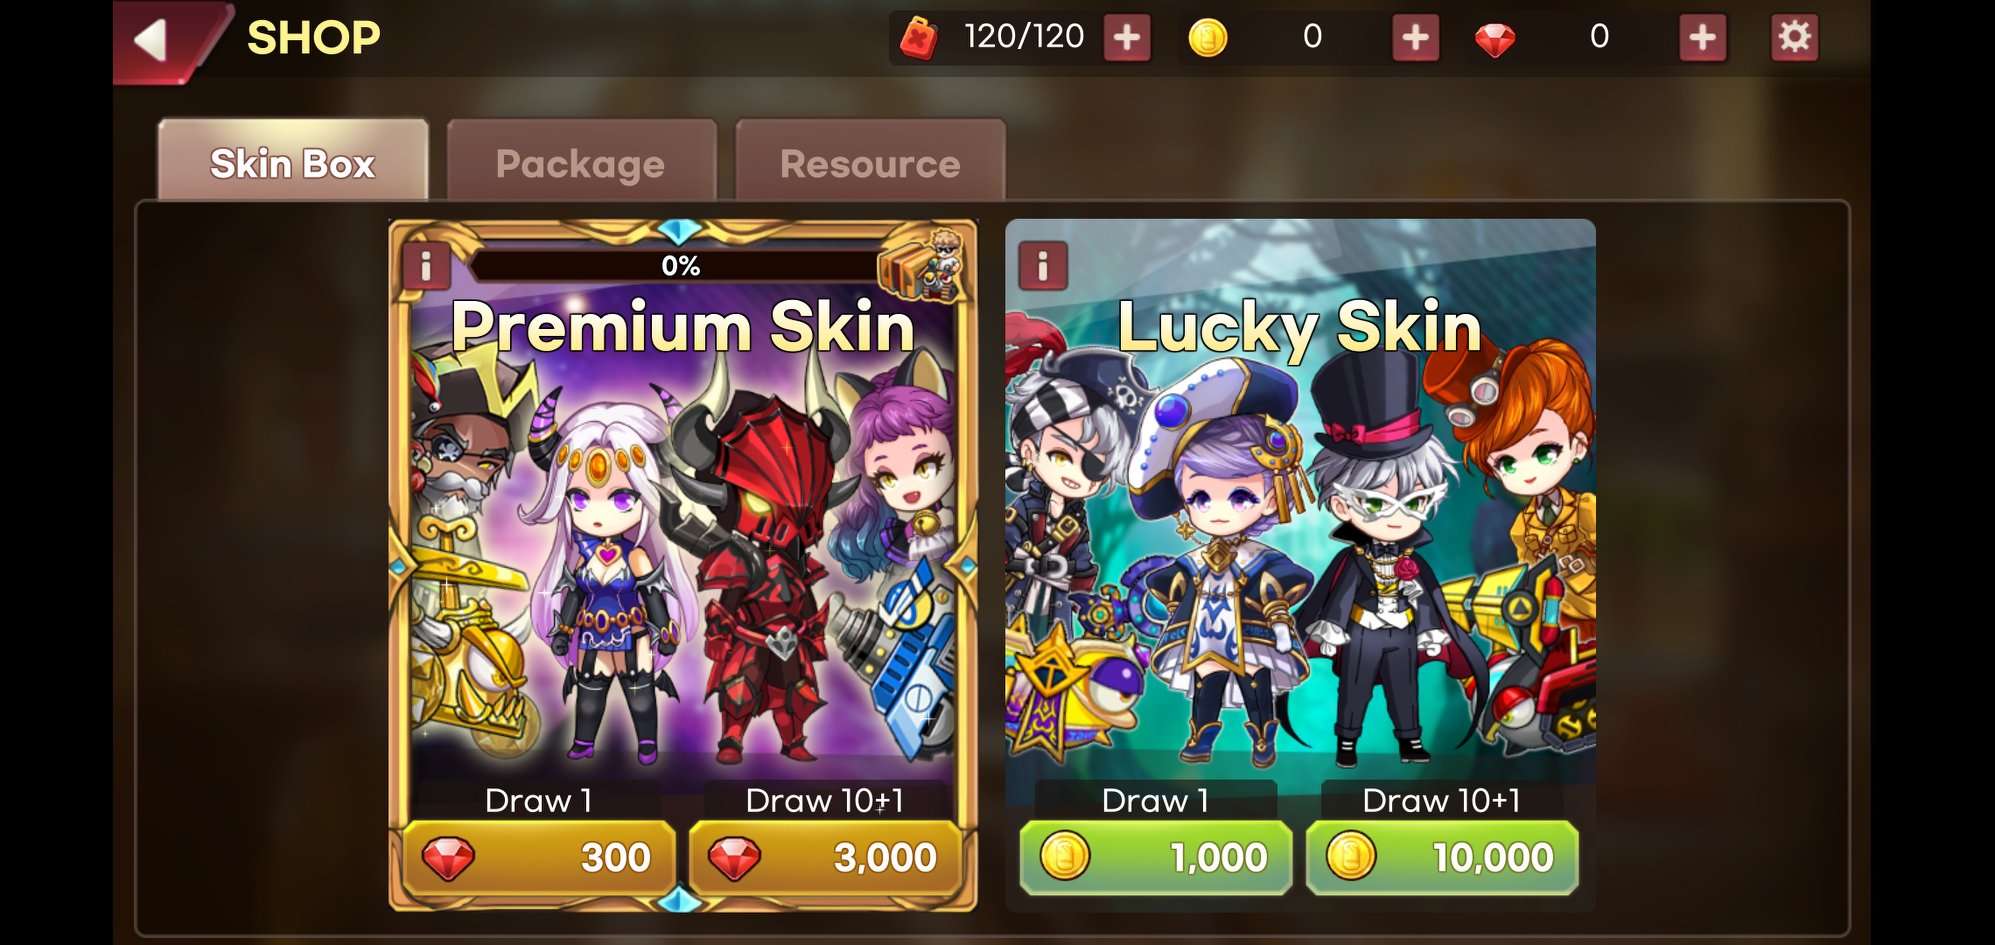 SHOP
120/120
0
0
Skin Box
Package
Resource
i
0%
Premium Skin
Draw 1
300
Draw 10+1
3,000
i
Lucky Skin
Draw 1
1,000
Draw 10+1
10,000